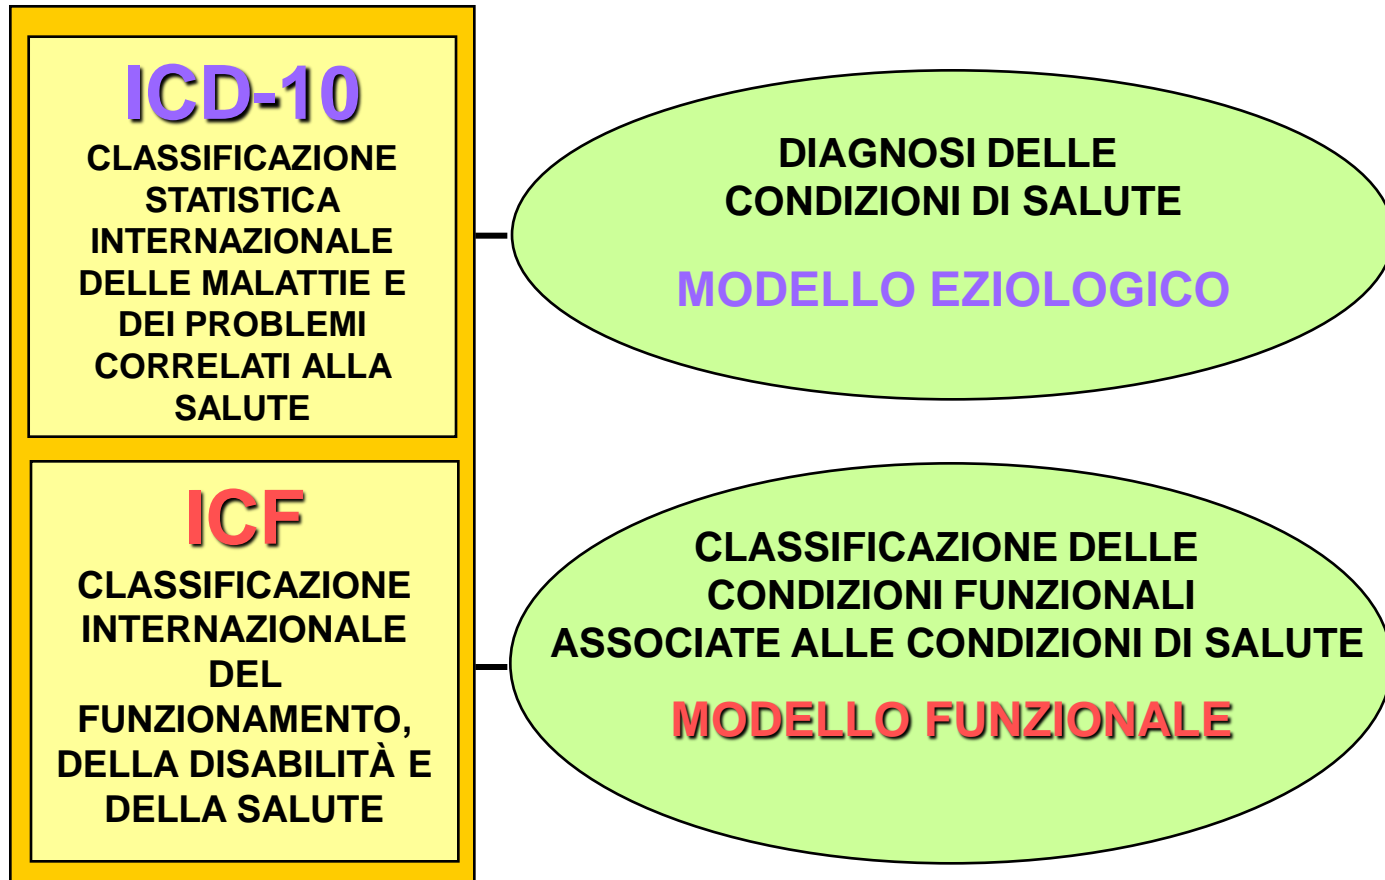 ICD-10
CLASSIFICAZIONE
STATISTICA
INTERNAZIONALE
DELLE MALATTIE E
DEI PROBLEMI
CORRELATI ALLA
SALUTE
DIAGNOSI DELLE
CONDIZIONI DI SALUTE
MODELLO EZIOLOGICO
ICF
CLASSIFICAZIONE
INTERNAZIONALE
DEL
FUNZIONAMENTO,
DELLA DISABILITÀ E
DELLA SALUTE
CLASSIFICAZIONE DELLE
CONDIZIONI FUNZIONALI
ASSOCIATE ALLE CONDIZIONI DI SALUTE
MODELLO FUNZIONALE